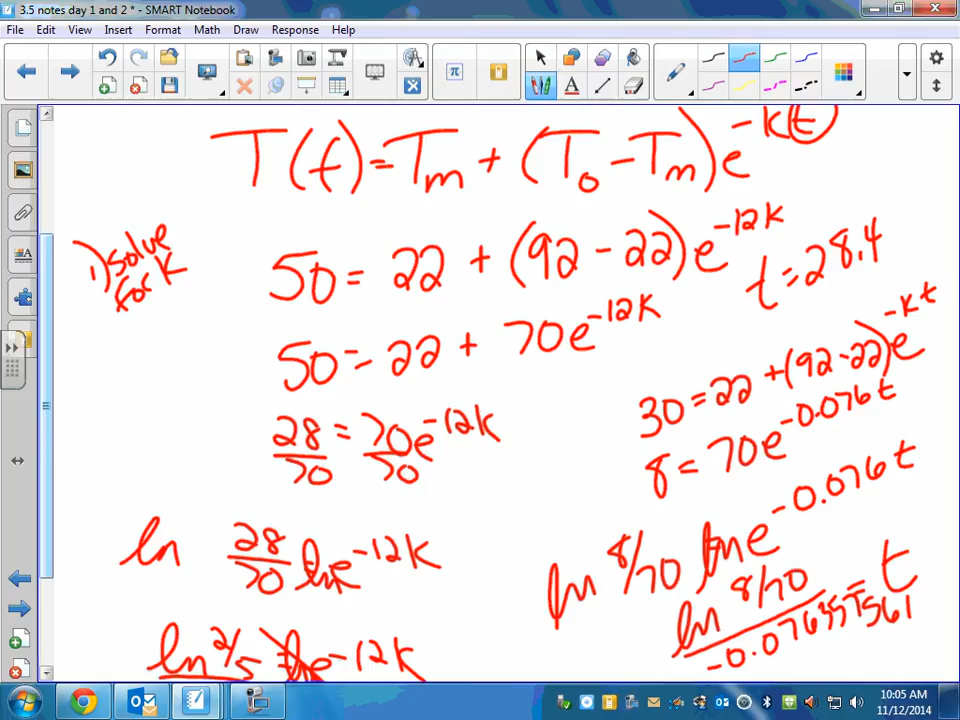 3.5 notes day 1 and 2 * - SMART Notebook
File Edit View Insert Format Math Draw Response Help
T(t) = Tm + (To - Tm)e^-k(t)
1) solve for k
50 = 22 + (92 - 22)e^-12k
t = 28.4
50 = 22 + 70e^-12k
28/70 = 70e^-12k/70
ln 28/70 ln e^-12k
ln 2/5 = ln e^-12k
30 = 22 + (92-22)e^-kt
8 = 70e^-0.076t
ln 8/70 ln e^-0.076t
ln 8/70 / -0.0763577561 = t
10:05 AM
11/12/2014